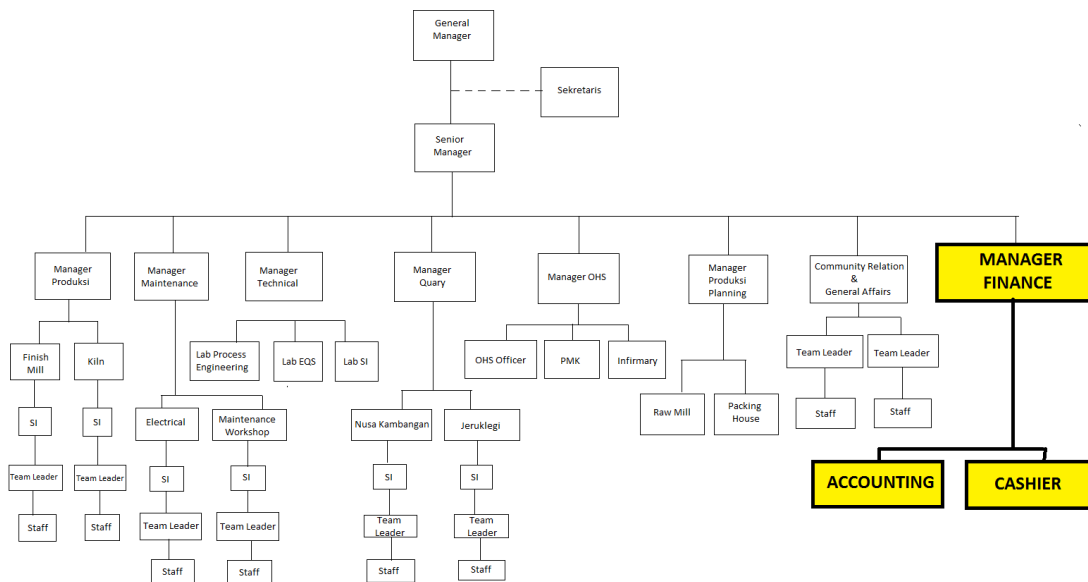 General
Manager
Sekretaris
Senior
Manager
Manager
Produksi
Manager
Maintenance
Manager
Technical
Manager
Quary
Manager OHS
Manager
Produksi
Planning
Community Relation
&
General Affairs
MANAGER
FINANCE
Finish
Mill
Kiln
Lab Process
Engineering
Lab EQS
Lab SI
OHS Officer
PMK
Infirmary
Team Leader
Team Leader
Raw Mill
Packing
House
Staff
Staff
SI
SI
Electrical
Maintenance
Workshop
Nusa Kambangan
Jeruklegi
Team Leader
Team Leader
SI
SI
SI
SI
ACCOUNTING
CASHIER
Staff
Staff
Team Leader
Team Leader
Team
Leader
Team
Leader
Staff
Staff
Staff
Staff